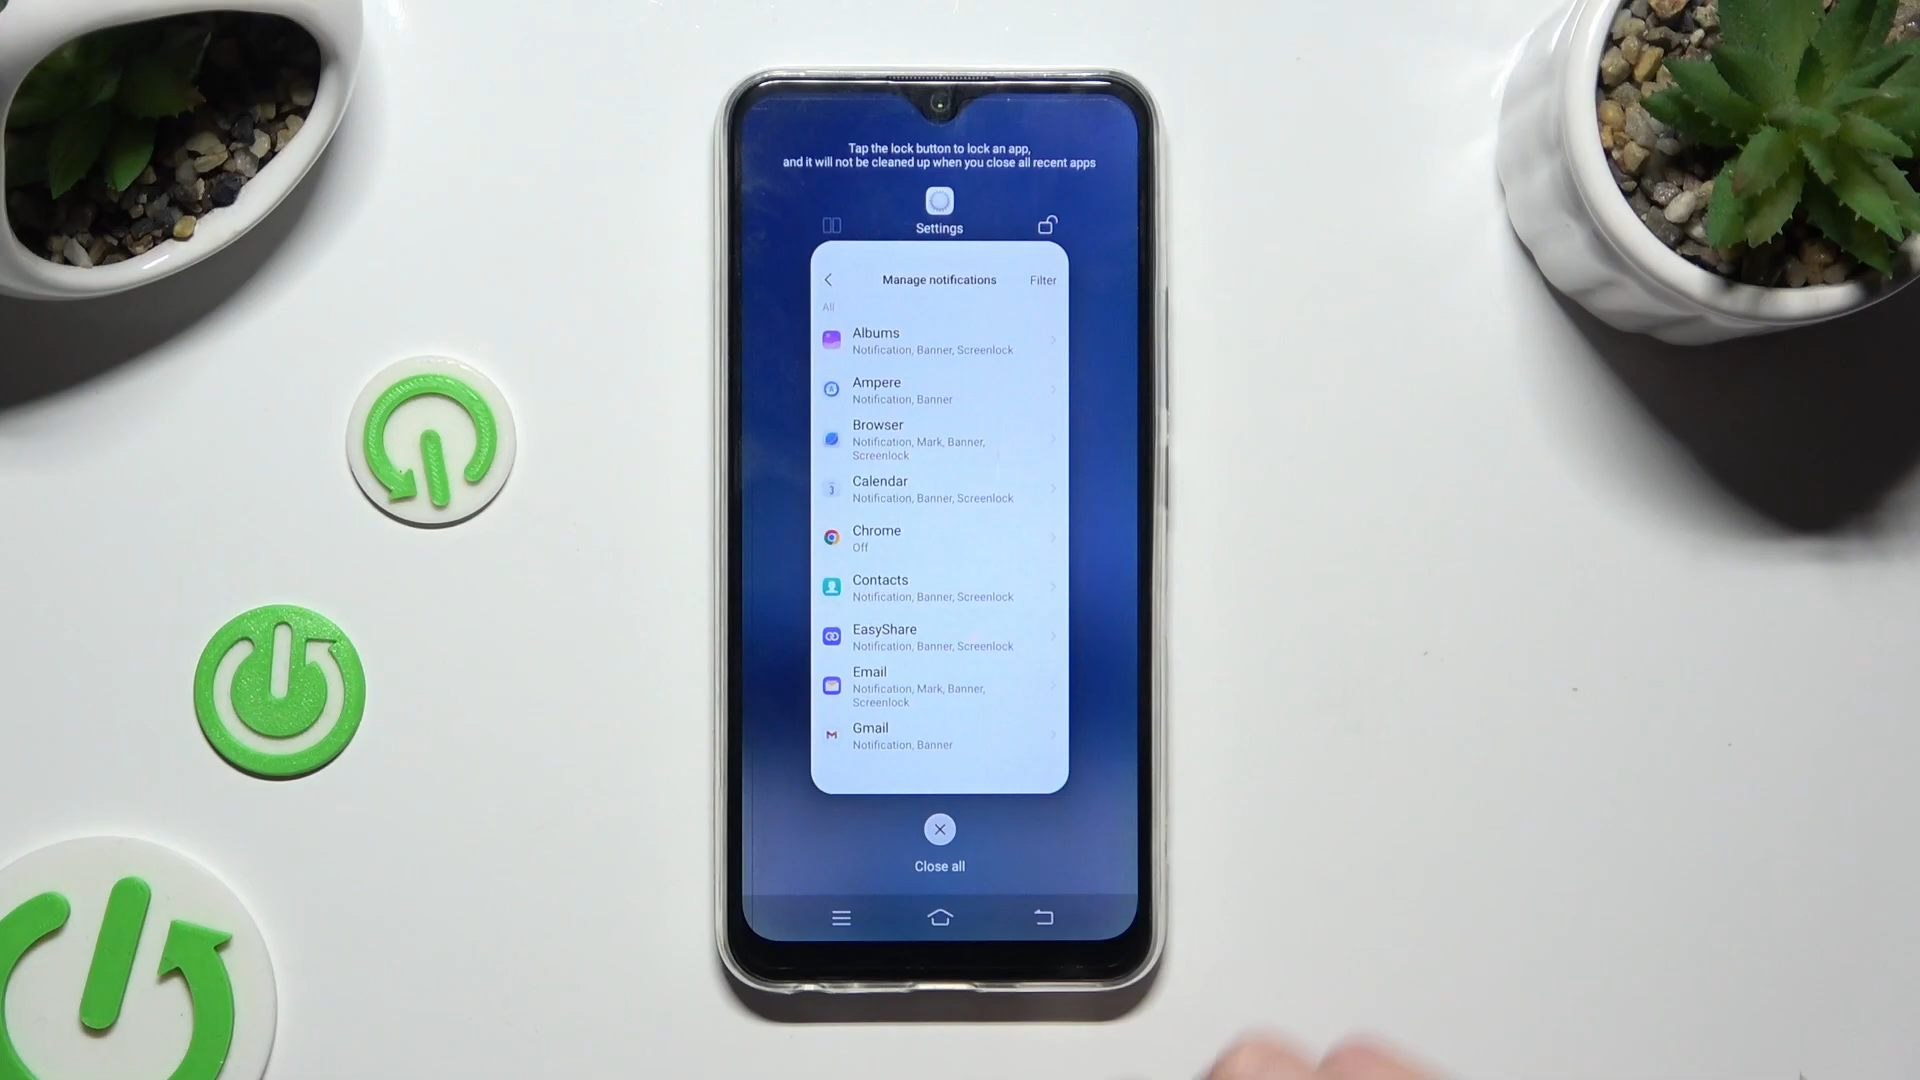 Tap the lock button to lock an app,
and it will not be cleaned up when you close all recent apps
Settings
Manage notifications
Filter
All
Albums
Notification, Banner, Screenlock
Ampere
Notification, Banner
Browser
Notification, Mark, Banner,
Screenlock
Calendar
Notification, Banner, Screenlock
Chrome
Off
Contacts
Notification, Banner, Screenlock
EasyShare
Notification, Banner, Screenlock
Email
Notification, Mark, Banner,
Screenlock
Gmail
Notification, Banner
Close all